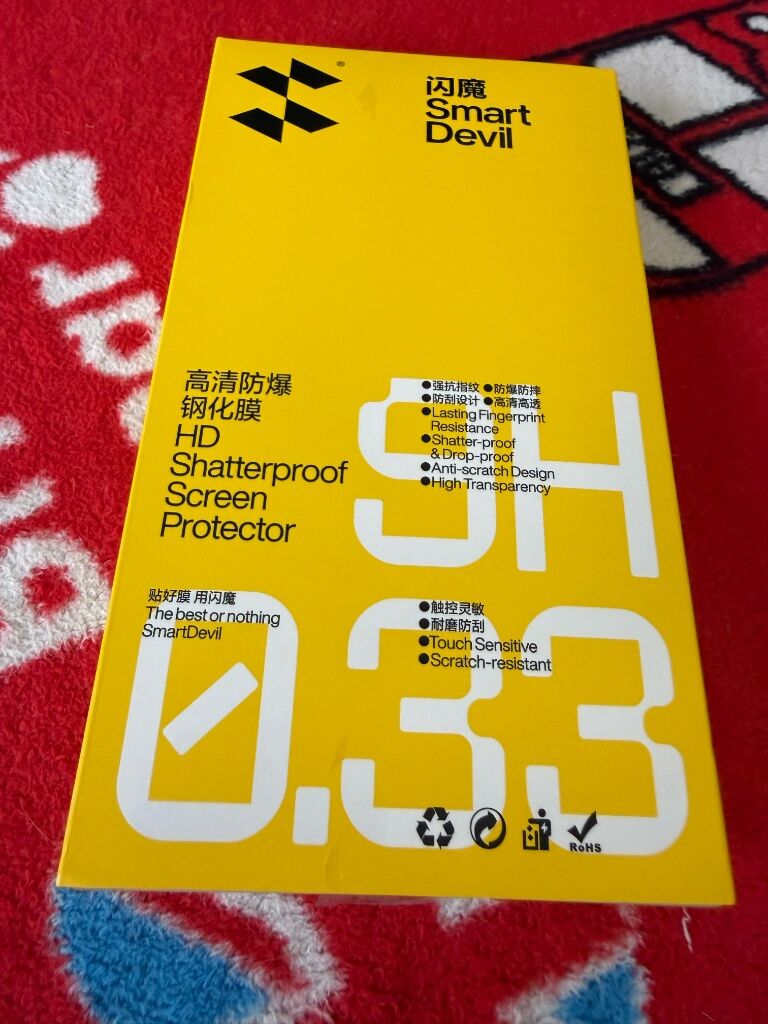 ®
闪魔
Smart
Devil
高清防爆
钢化膜
HD
Shatterproof
Screen
Protector
9H
●强抗指纹 ●防爆防摔
●防刮设计 ●高清高透
●Lasting Fingerprint
Resistance
●Shatter-proof
& Drop-proof
●Anti-scratch Design
●High Transparency
贴好膜 用闪魔
The best or nothing
SmartDevil
0.33
●触控灵敏
●耐磨防刮
●Touch Sensitive
●Scratch-resistant
RoHS